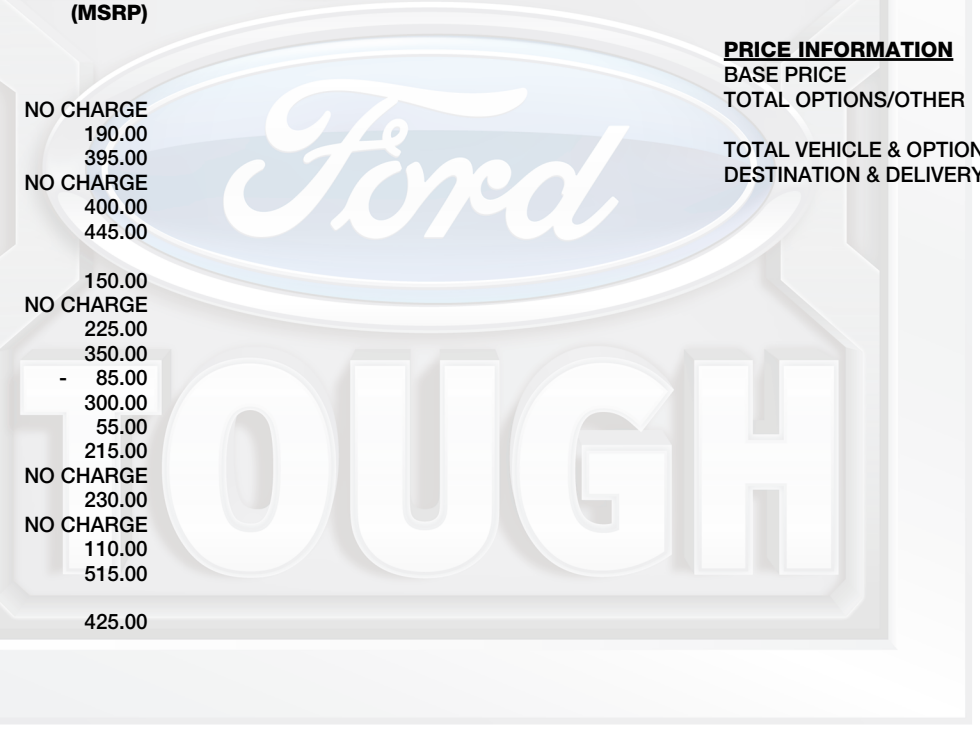 (MSRP)
NO CHARGE
190.00
395.00
NO CHARGE
400.00
445.00
150.00
NO CHARGE
225.00
350.00
- 85.00
300.00
55.00
215.00
NO CHARGE
230.00
NO CHARGE
110.00
515.00
425.00
PRICE INFORMATION
BASE PRICE
TOTAL OPTIONS/OTHER
TOTAL VEHICLE & OPTION
DESTINATION & DELIVERY
Ford
TOUGH